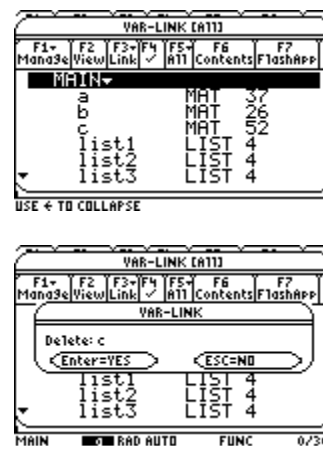 VAR-LINK [All]
F1▾ F2 F3▾ F4 F5▾ F6 F7
Manage View Link ✓ All Contents FlashApp
MAIN▾
a MAT 37
b MAT 26
c MAT 52
list1 LIST 4
list2 LIST 4
list3 LIST 4
USE ← TO COLLAPSE
VAR-LINK [All]
F1▾ F2 F3▾ F4 F5▾ F6 F7
Manage View Link ✓ All Contents FlashApp
VAR-LINK
Delete: c
Enter=YES ESC=NO
list1 LIST 4
list2 LIST 4
list3 LIST 4
MAIN RAD AUTO FUNC